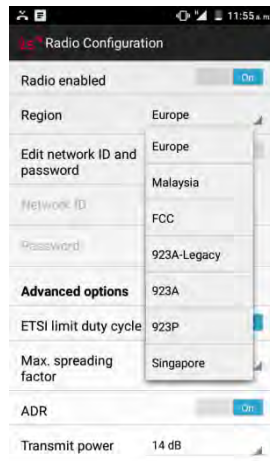 11:55 a.m.
Radio Configuration
Radio enabled
On
Region
Europe
Europe
Edit network ID and
password
Malaysia
Network ID
FCC
Password
923A-Legacy
Advanced options
923A
ETSI limit duty cycle
923P
Max. spreading
factor
Singapore
ADR
On
Transmit power
14 dB